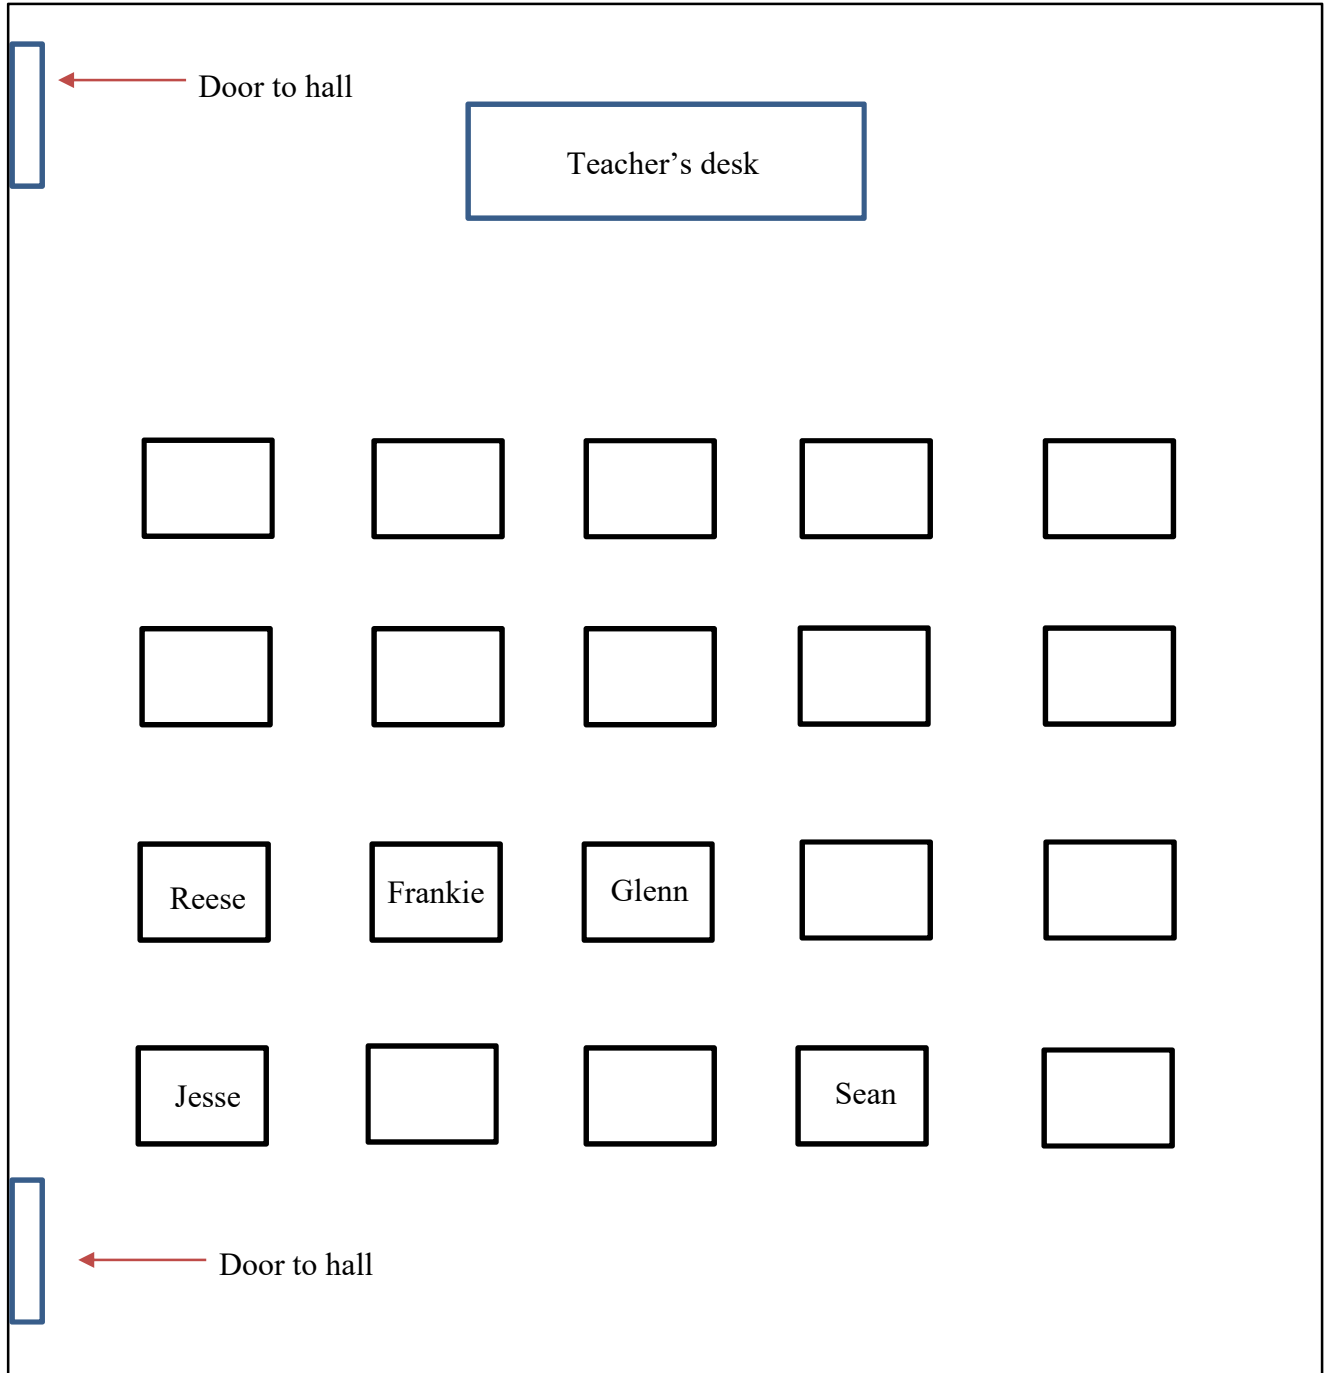 Door to hall
Teacher’s desk
Reese
Frankie
Glenn
Jesse
Sean
Door to hall